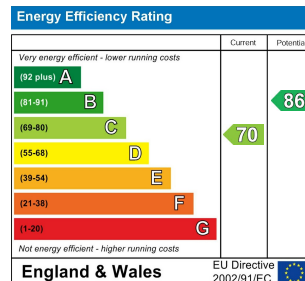 Energy Efficiency Rating
Current Potentia
Very energy efficient - lower running costs
(92 plus) A
(81-91) B
86
(69-80) C
70
(55-68) D
(39-54) E
(21-38) F
(1-20) G
Not energy efficient - higher running costs
England & Wales
EU Directive
2002/91/EC